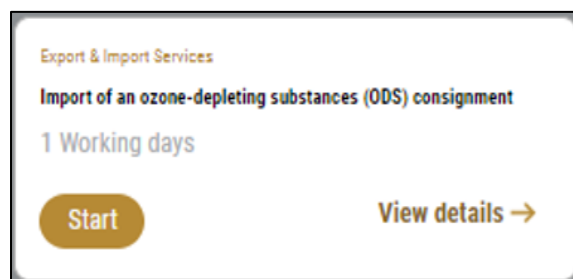 Export & Import Services
Import of an ozone-depleting substances (ODS) consignment
1 Working days
Start
View details →